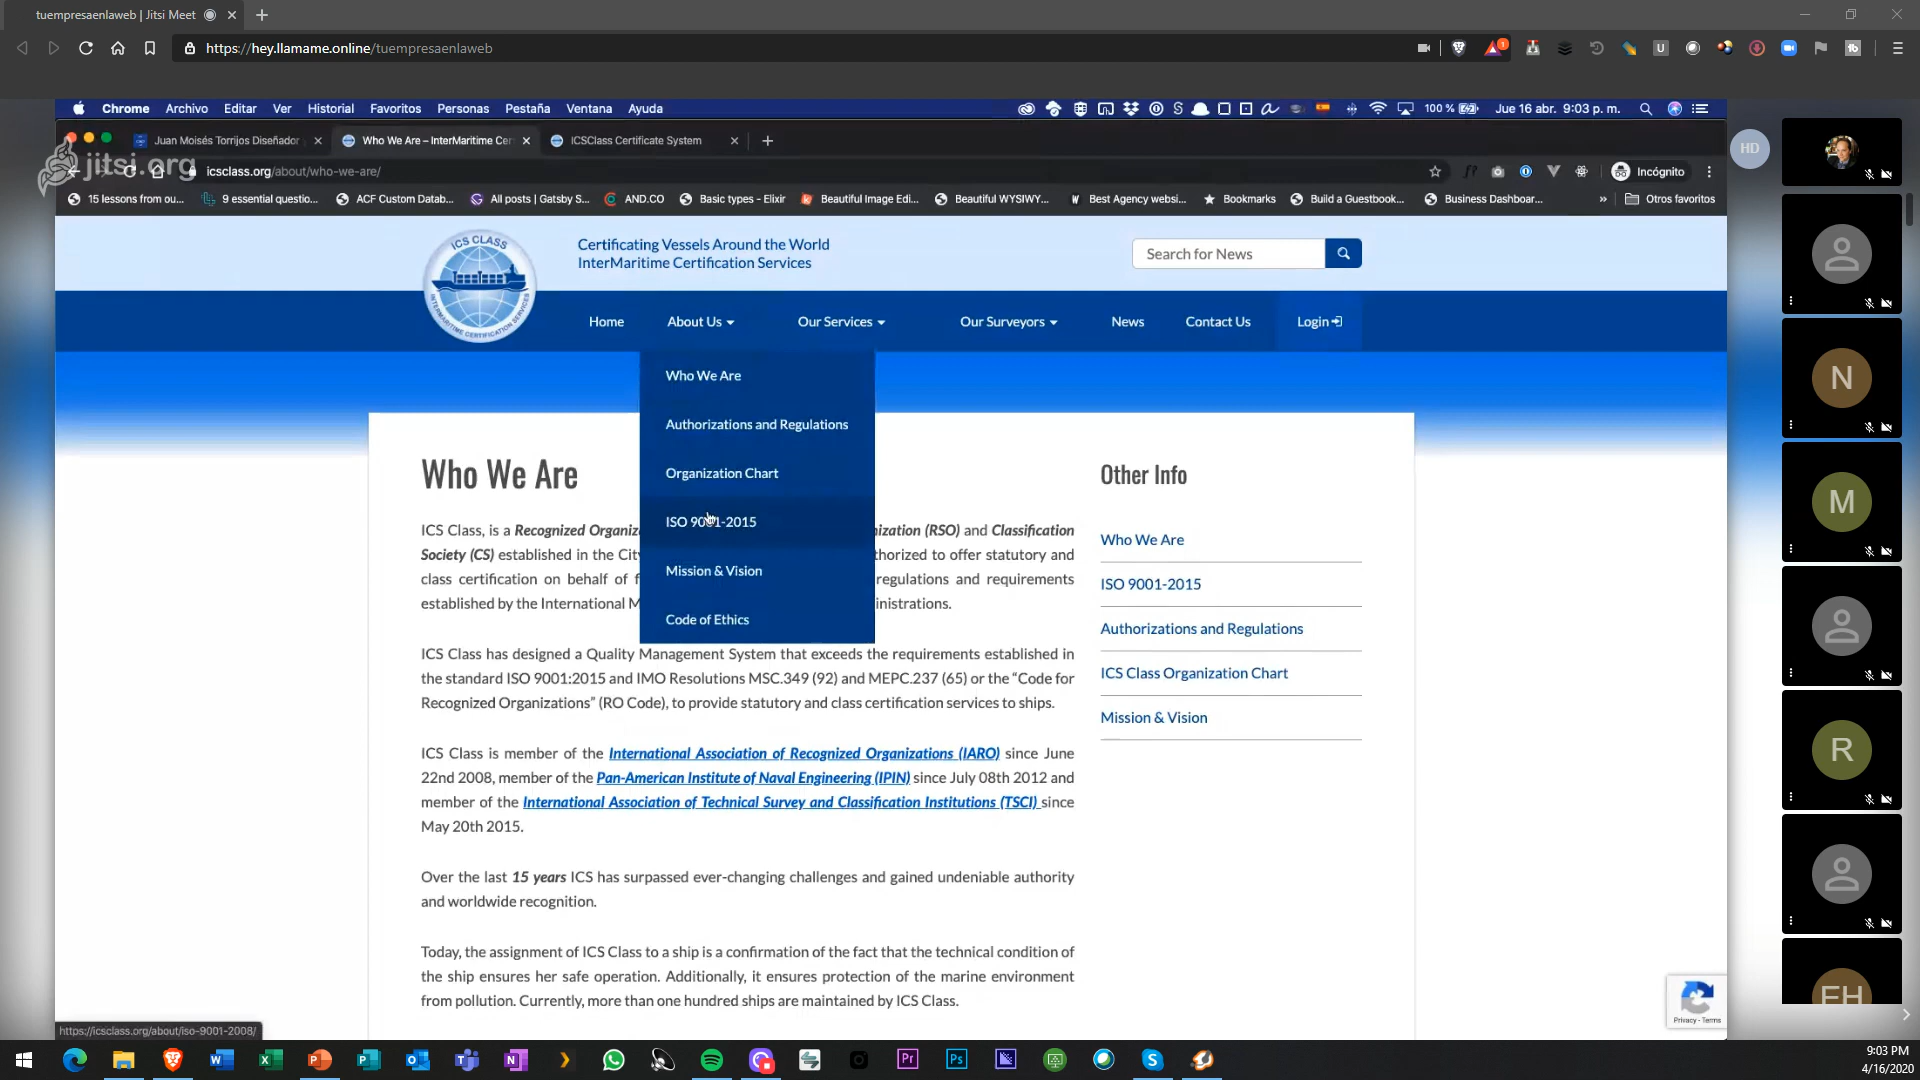 tuempresaenlaweb | Jitsi Meet
https://hey.llamame.online/tuempresaenlaweb
Chrome Archivo Editar Ver Historial Favoritos Personas Pestaña Ventana Ayuda
100 % Jue 16 abr. 9:03 p. m.
Juan Moisés Torrijos Diseñador
Who We Are – InterMaritime Cer
ICSClass Certificate System
jitsi.org
icsclass.org/about/who-we-are/
Incógnito
15 lessons from ou...
9 essential questio...
ACF Custom Datab...
All posts | Gatsby S...
AND.CO
Basic types - Elixir
Beautiful Image Edi...
Beautiful WYSIWY...
Best Agency websi...
Bookmarks
Build a Guestbook...
Business Dashboar...
Otros favoritos
HD
ICS CLASS
INTERMARITIME CERTIFICATION SERVICES
Certificating Vessels Around the World
InterMaritime Certification Services
Search for News
Home About Us Our Services Our Surveyors News Contact Us Login
Who We Are
Authorizations and Regulations
Organization Chart
ISO 9001-2015
Mission & Vision
Code of Ethics
Who We Are
ICS Class, is a Recognized Organiz nization (RSO) and Classification
Society (CS) established in the City thorized to offer statutory and
class certification on behalf of f regulations and requirements
established by the International M inistrations.
ICS Class has designed a Quality Management System that exceeds the requirements established in
the standard ISO 9001:2015 and IMO Resolutions MSC.349 (92) and MEPC.237 (65) or the “Code for
Recognized Organizations” (RO Code), to provide statutory and class certification services to ships.
ICS Class is member of the International Association of Recognized Organizations (IARO) since June
22nd 2008, member of the Pan-American Institute of Naval Engineering (IPIN) since July 08th 2012 and
member of the International Association of Technical Survey and Classification Institutions (TSCI) since
May 20th 2015.
Over the last 15 years ICS has surpassed ever-changing challenges and gained undeniable authority
and worldwide recognition.
Today, the assignment of ICS Class to a ship is a confirmation of the fact that the technical condition of
the ship ensures her safe operation. Additionally, it ensures protection of the marine environment
from pollution. Currently, more than one hundred ships are maintained by ICS Class.
Other Info
Who We Are
ISO 9001-2015
Authorizations and Regulations
ICS Class Organization Chart
Mission & Vision
Privacy - Terms
N
M
R
EH
https://icsclass.org/about/iso-9001-2008/
9:03 PM
4/16/2020